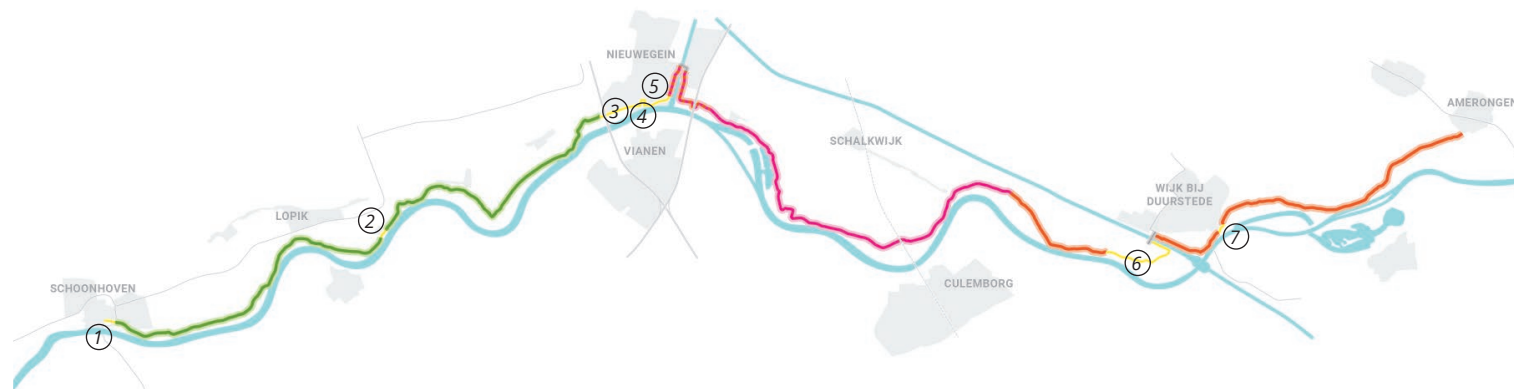 NIEUWEGEIN
5
3
4
VIANEN
SCHALKWIJK
AMERONGEN
WIJK BIJ
DUURSTEDE
LOPIK
2
7
6
SCHOONHOVEN
1
CULEMBORG